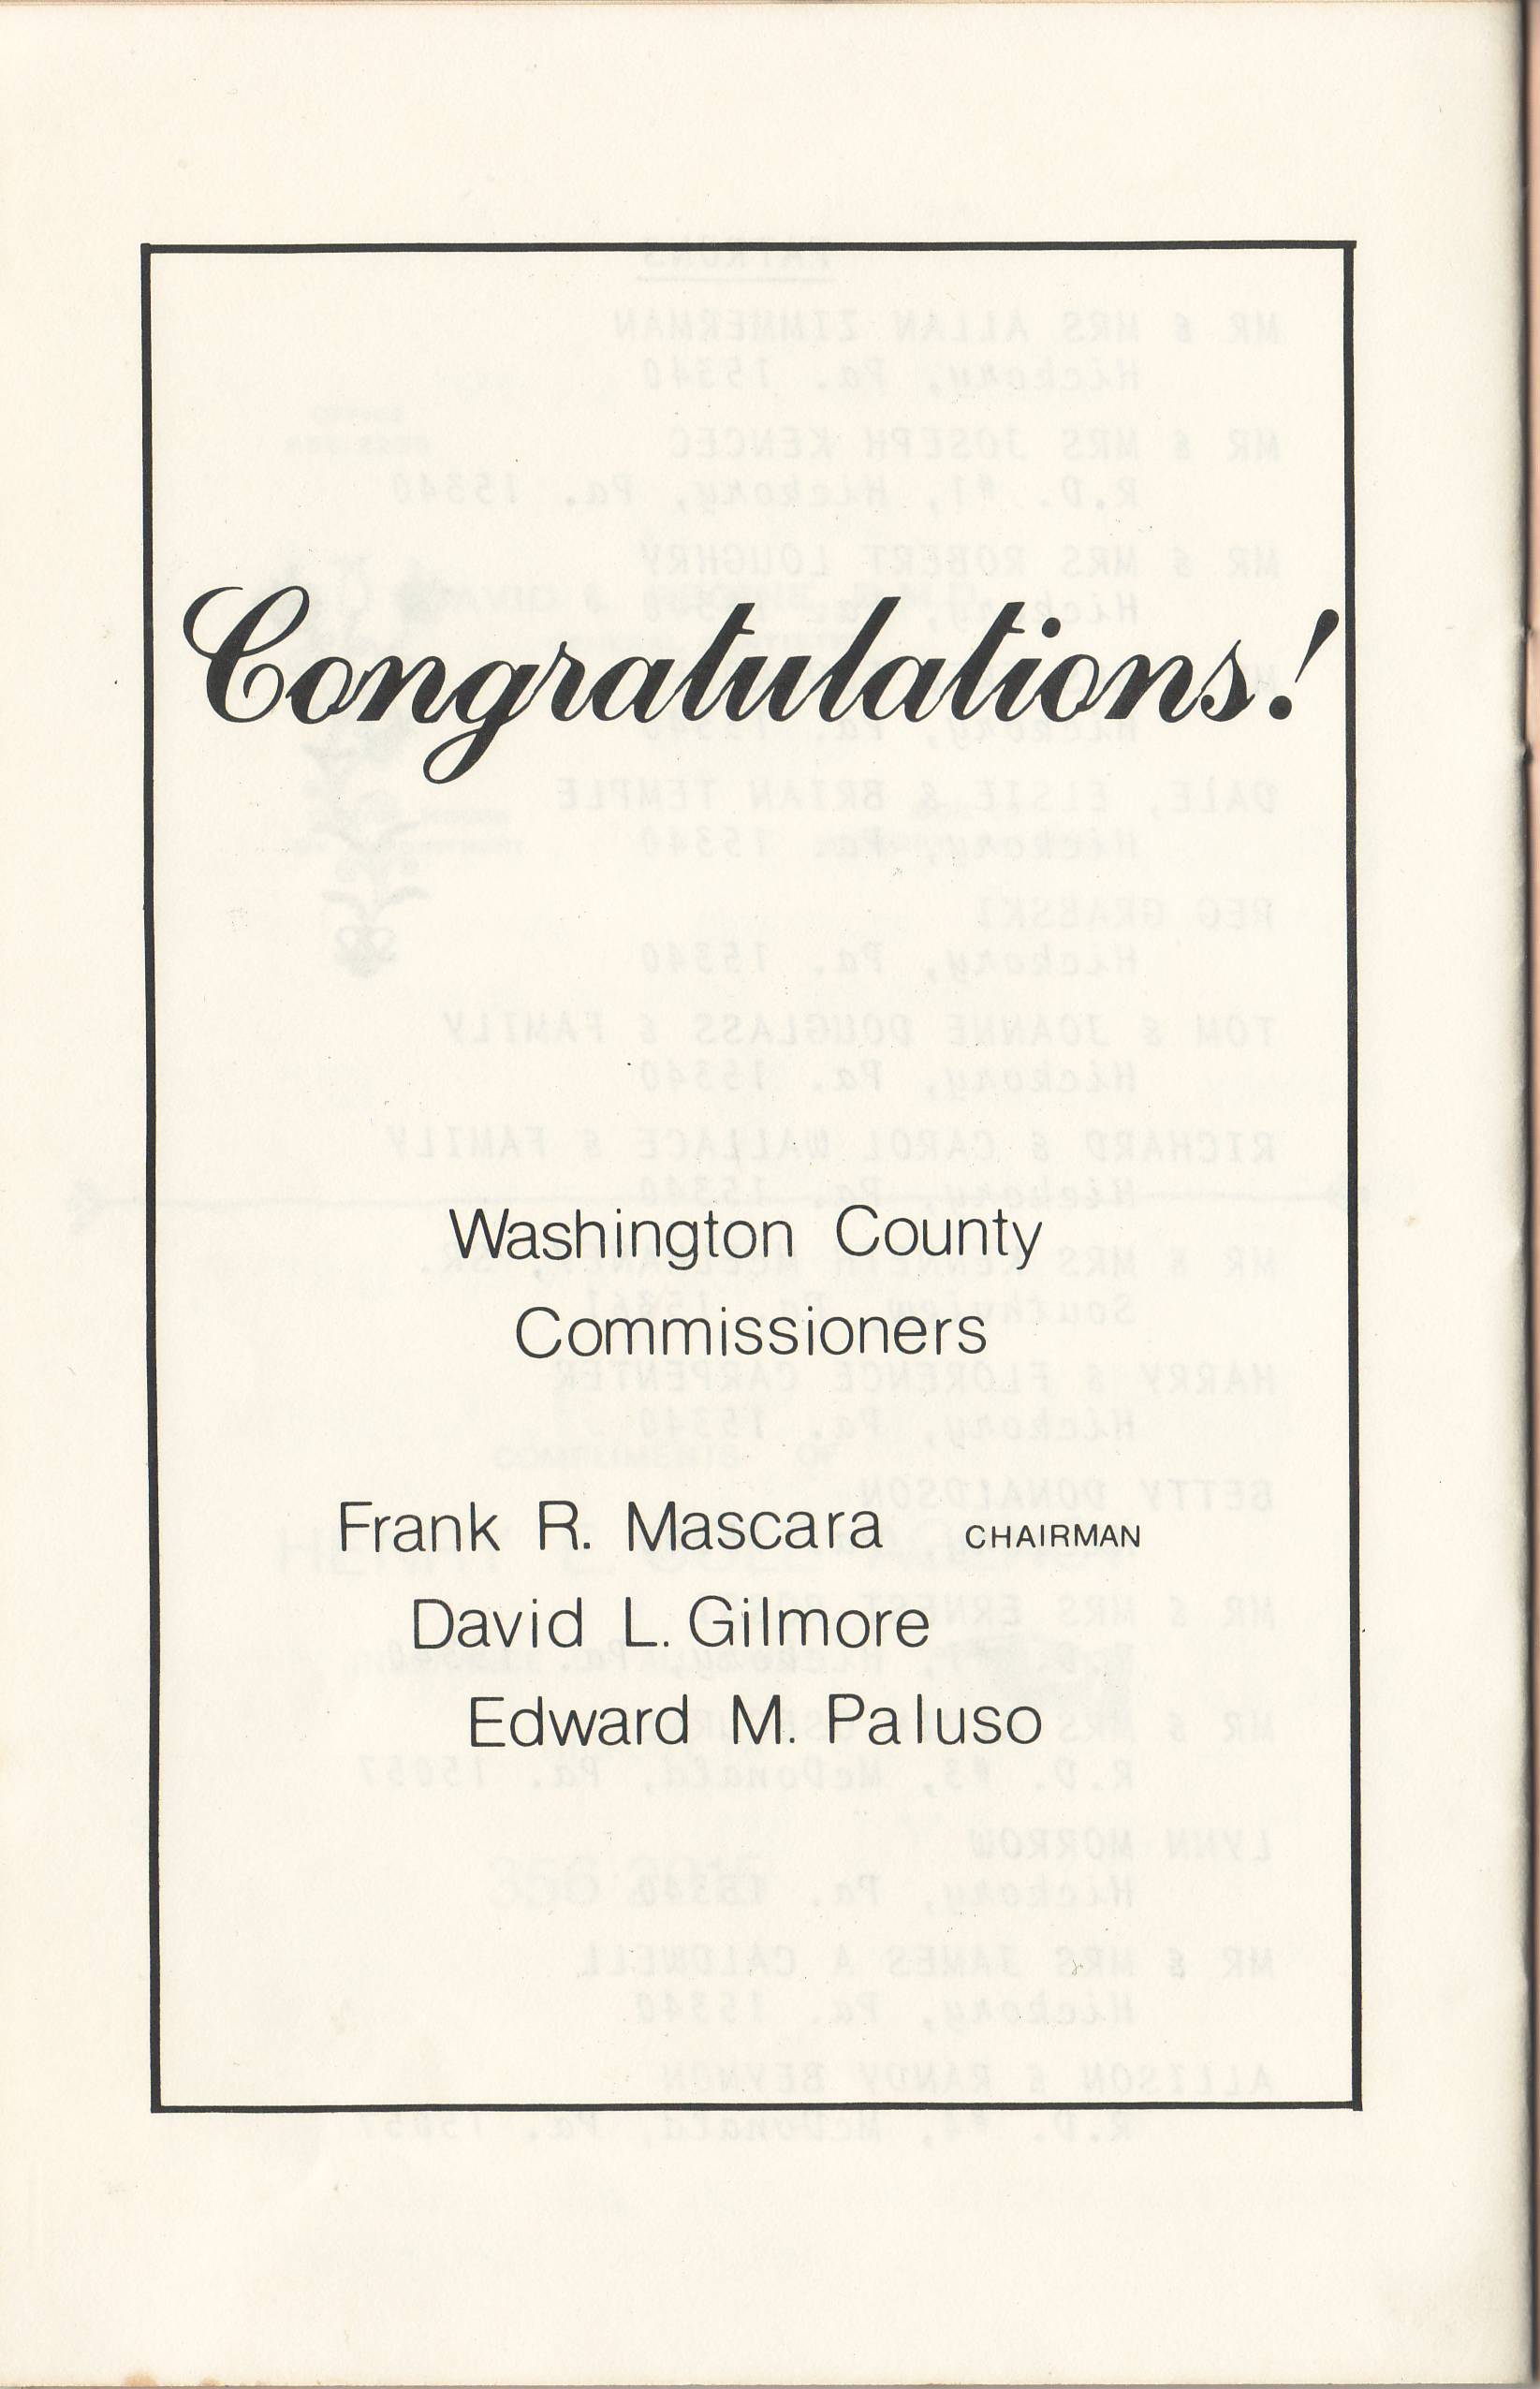 Congratulations!
Washington County
Commissioners
Frank R. Mascara CHAIRMAN
David L. Gilmore
Edward M. Paluso